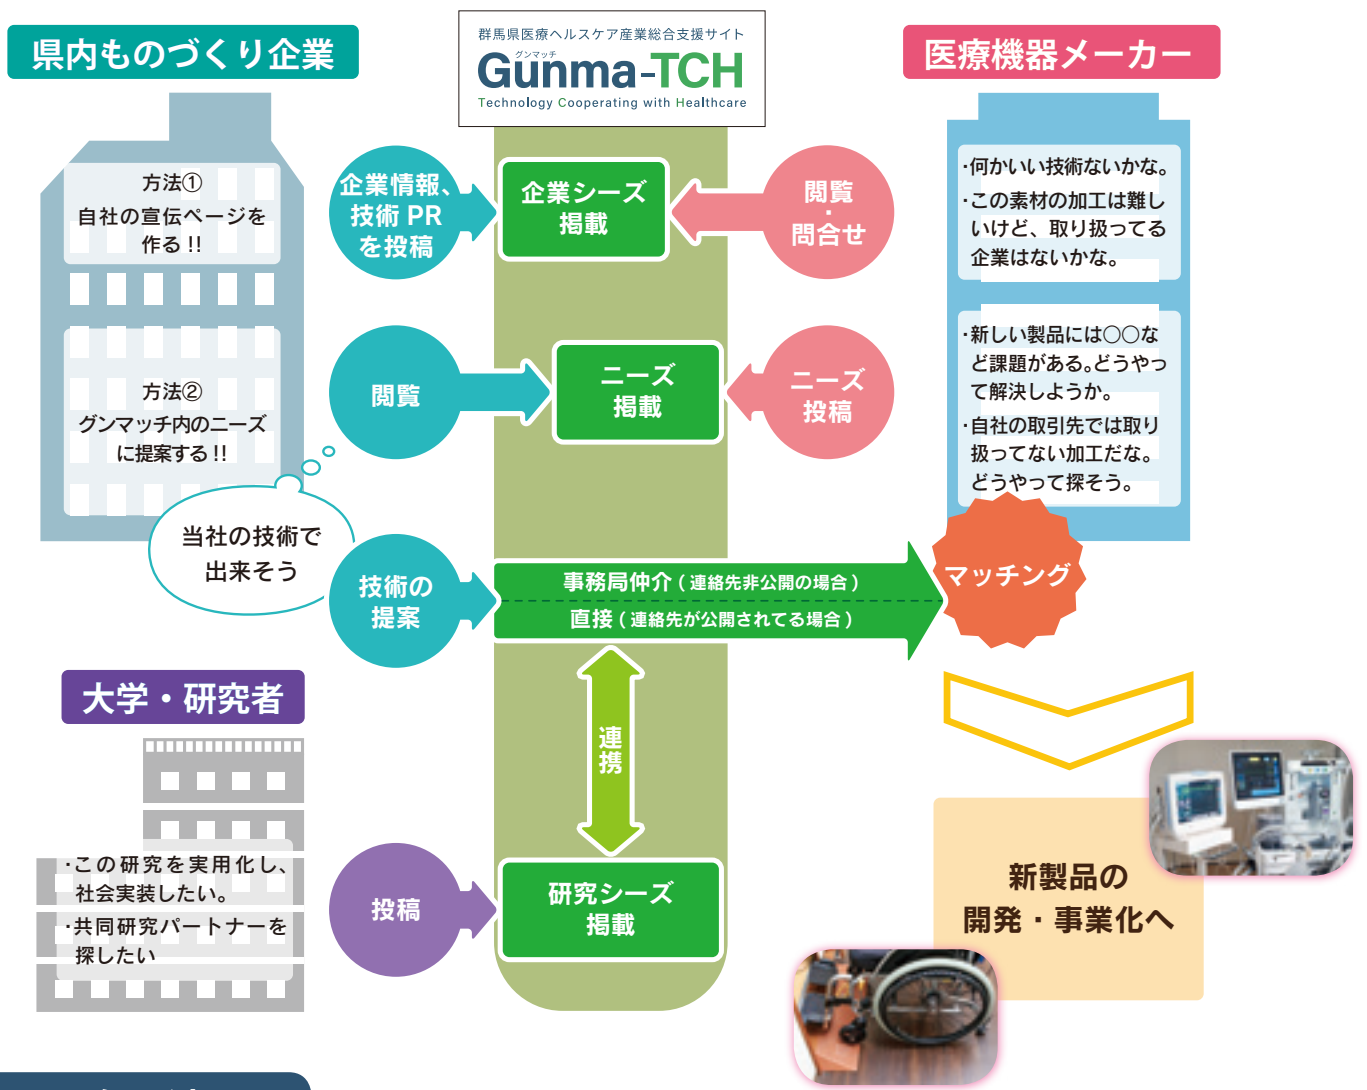 県内ものづくり企業
群馬県医療ヘルスケア産業総合支援サイト
グンマッチ
Gunma-TCH
Technology Cooperating with Healthcare
医療機器メーカー
方法①
自社の宣伝ページを
作る !!
企業情報、
技術 PR
を投稿
企業シーズ
掲載
閲覧
・
問合せ
・何かいい技術ないかな。
・この素材の加工は難し
いけど、取り扱ってる
企業はないかな。
方法②
グンマッチ内のニーズ
に提案する !!
閲覧
ニーズ
掲載
ニーズ
投稿
・新しい製品には〇〇な
ど課題がある。どうやっ
て解決しようか。
・自社の取引先では取り
扱ってない加工だな。
どうやって探そう。
当社の技術で
出来そう
技術の
提案
事務局仲介 ( 連絡先非公開の場合 )
直接 ( 連絡先が公開されてる場合 )
マッチング
大学・研究者
連携
・この研究を実用化し、
社会実装したい。
・共同研究パートナーを
探したい
投稿
研究シーズ
掲載
新製品の
開発・事業化へ